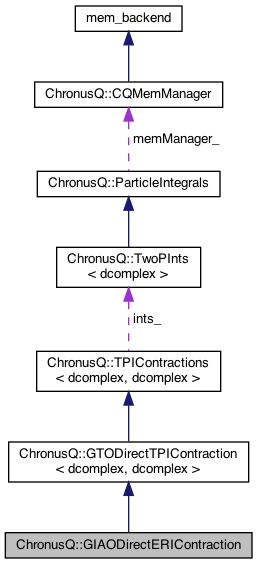 mem_backend
ChronusQ::CQMemManager
memManager_
ChronusQ::ParticleIntegrals
ChronusQ::TwoPInts
< dcomplex >
ints_
ChronusQ::TPIContractions
< dcomplex, dcomplex >
ChronusQ::GTODirectTPIContraction
< dcomplex, dcomplex >
ChronusQ::GIAODirectERIContraction